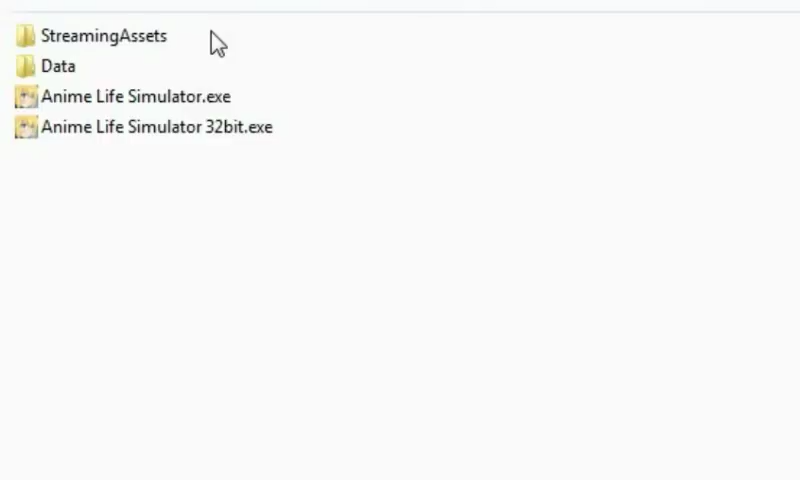 StreamingAssets
Data
Anime Life Simulator.exe
Anime Life Simulator 32bit.exe